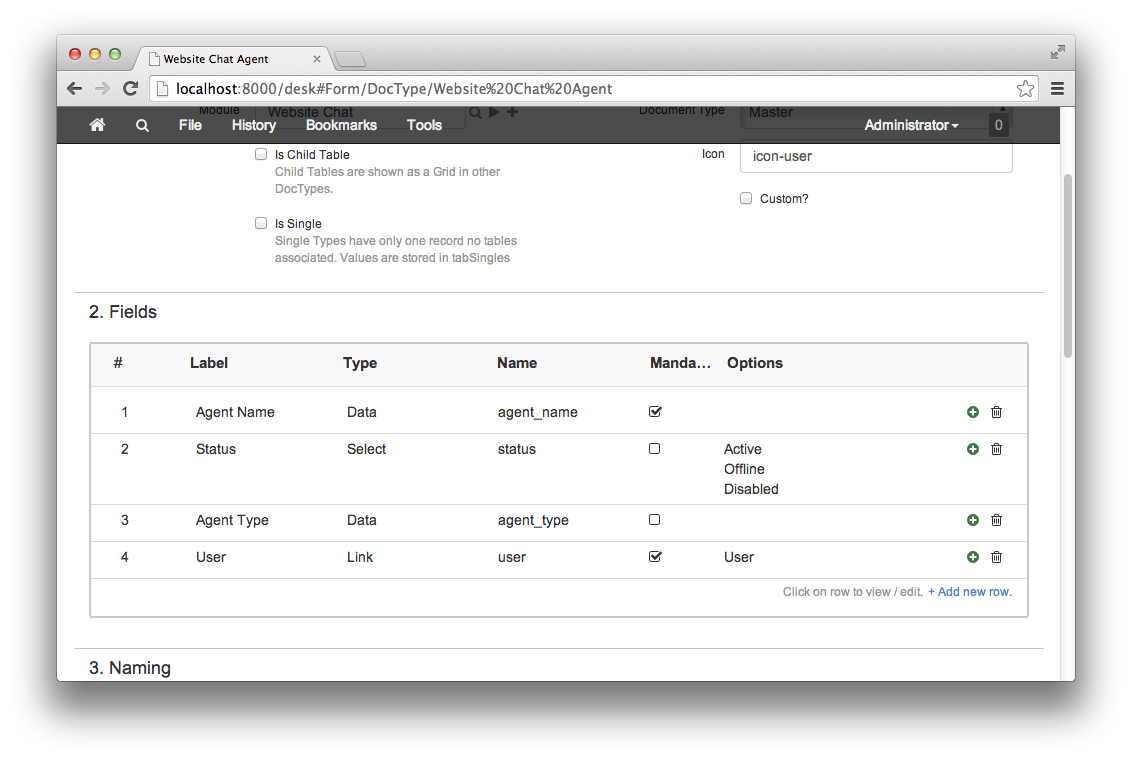 Website Chat Agent
localhost:8000/desk#Form/DocType/Website%20Chat%20Agent
Module Website Chat Document Type Master
File History Bookmarks Tools Administrator 0
Is Child Table
Child Tables are shown as a Grid in other
DocTypes.
Icon icon-user
Custom?
Is Single
Single Types have only one record no tables
associated. Values are stored in tabSingles
2. Fields
# Label Type Name Manda… Options
1 Agent Name Data agent_name
2 Status Select status Active
Offline
Disabled
3 Agent Type Data agent_type
4 User Link user User
Click on row to view / edit. + Add new row.
3. Naming